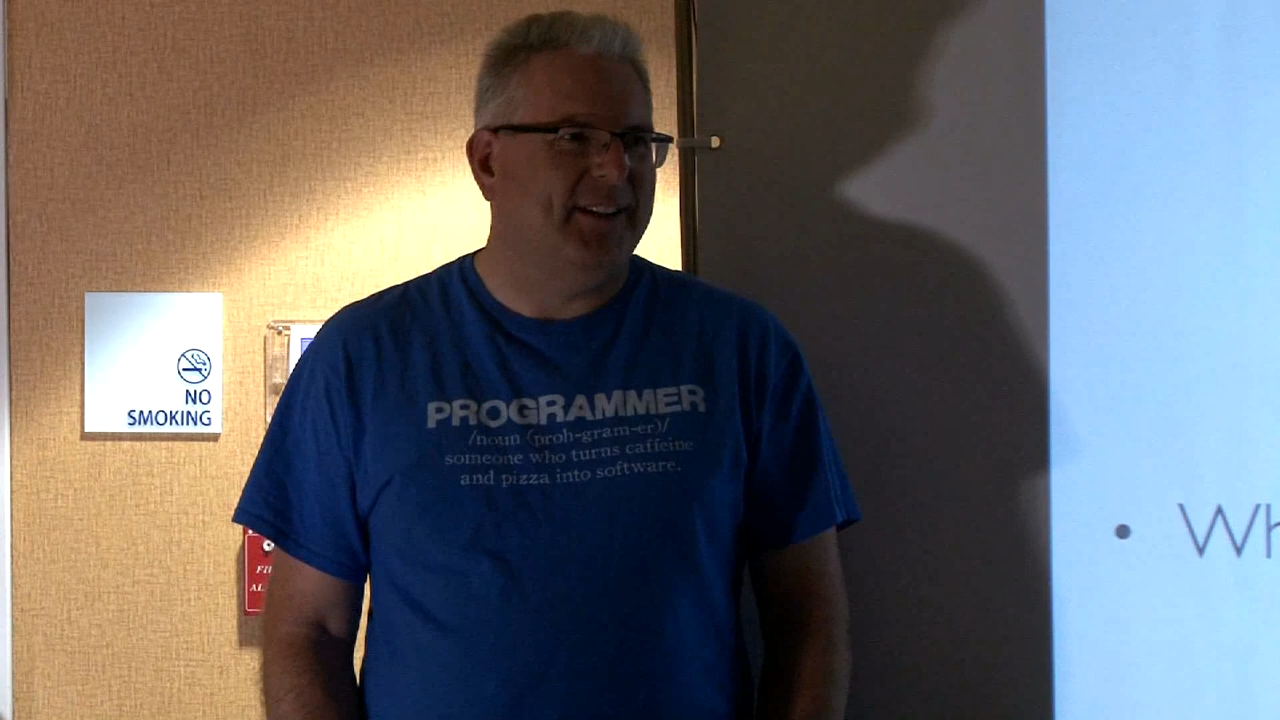 NO
SMOKING
PROGRAMMER
/noun (proh-gram-er)/
someone who turns caffeine
and pizza into software.